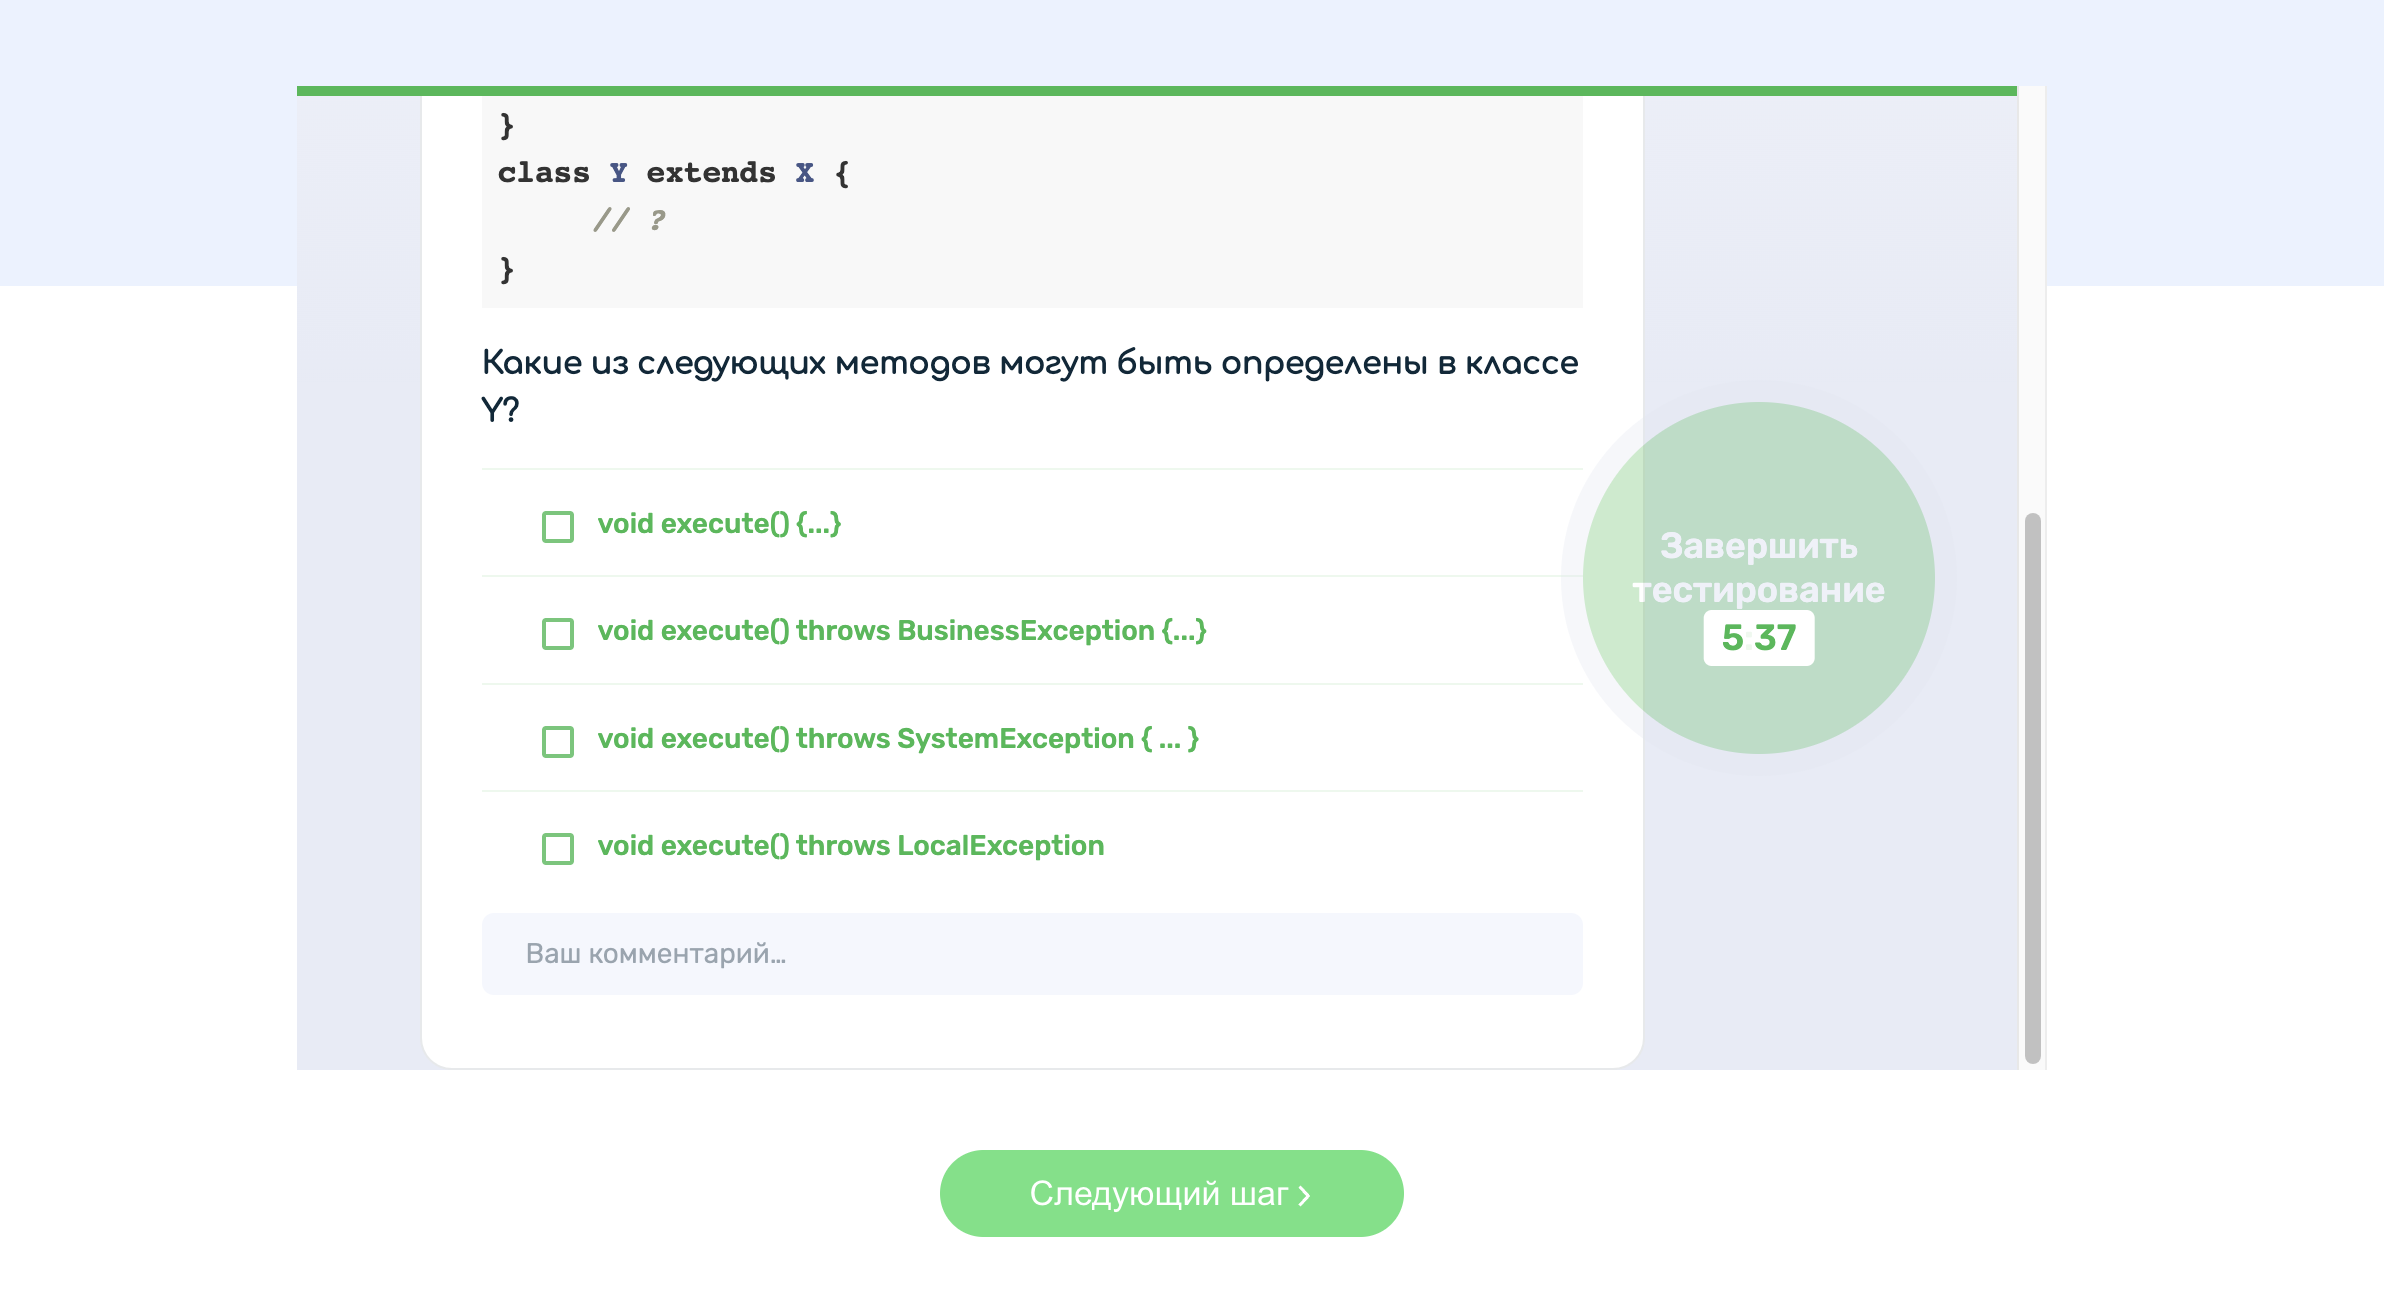 }
class Y extends X {
// ?
}
Какие из следующих методов могут быть определены в классе
Y?
void execute() {...}
void execute() throws BusinessException {...}
void execute() throws SystemException { ... }
void execute() throws LocalException
Ваш комментарий...
Завершить
тестирование
5:37
Следующий шаг >